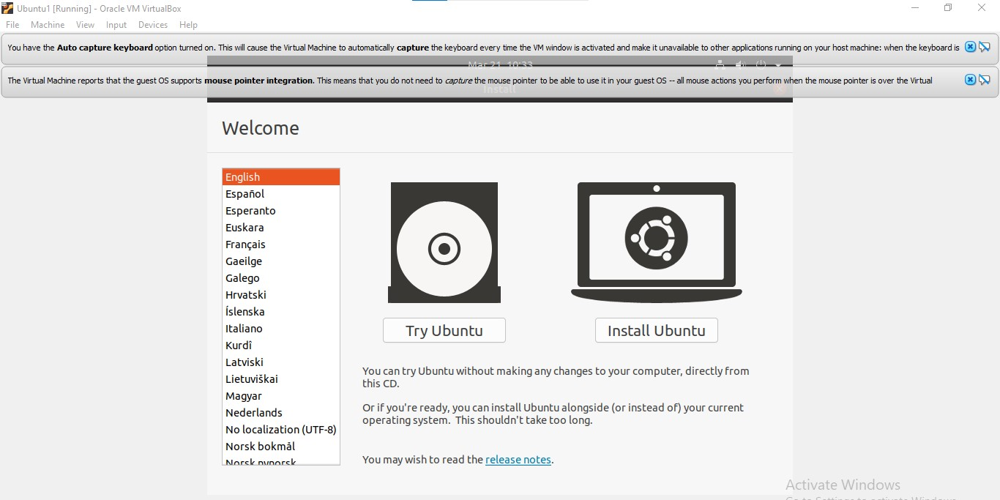 Ubuntu1 [Running] - Oracle VM VirtualBox
File Machine View Input Devices Help
You have the Auto capture keyboard option turned on. This will cause the Virtual Machine to automatically capture the keyboard every time the VM window is activated and make it unavailable to other applications running on your host machine: when the keyboard is
Mar 21 10:33
The Virtual Machine reports that the guest OS supports mouse pointer integration. This means that you do not need to capture the mouse pointer to be able to use it in your guest OS -- all mouse actions you perform when the mouse pointer is over the Virtual
Install
Welcome
English
Español
Esperanto
Euskara
Français
Gaeilge
Galego
Hrvatski
Íslenska
Italiano
Kurdî
Latviski
Lietuviškai
Magyar
Nederlands
No localization (UTF-8)
Norsk bokmål
Norsk nynorsk
Try Ubuntu
Install Ubuntu
You can try Ubuntu without making any changes to your computer, directly from
this CD.
Or if you're ready, you can install Ubuntu alongside (or instead of) your current
operating system. This shouldn't take too long.
You may wish to read the release notes.
Activate Windows
Go to Settings to activate Windows.